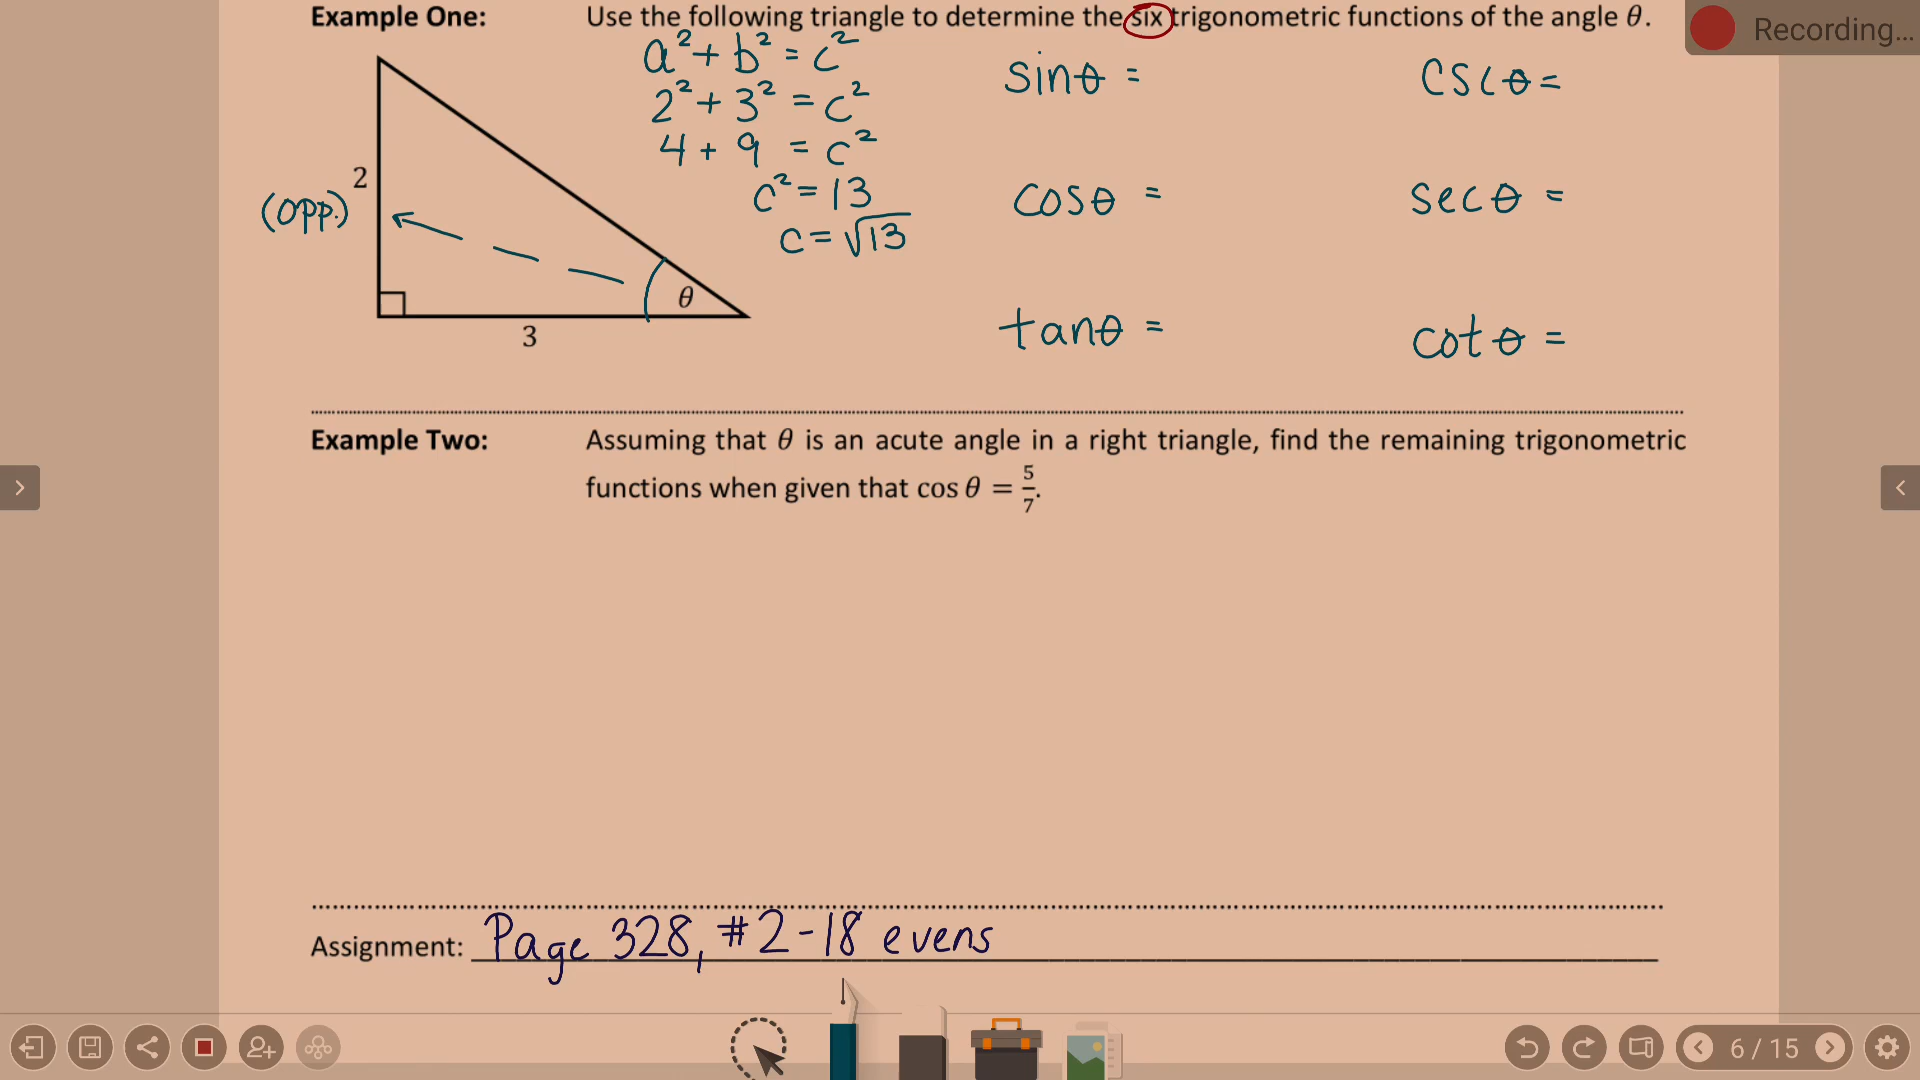 Example One: Use the following triangle to determine the six trigonometric functions of the angle θ.
Recording...
a² + b² = c²
2² + 3² = c²
4 + 9 = c²
c² = 13
c = √13
2
(opp.)
θ
3
sinθ =
cscθ =
cosθ =
secθ =
tanθ =
cotθ =
Example Two: Assuming that θ is an acute angle in a right triangle, find the remaining trigonometric
functions when given that cos θ = 5/7.
Assignment: Page 328, #2-18 evens
6 / 15